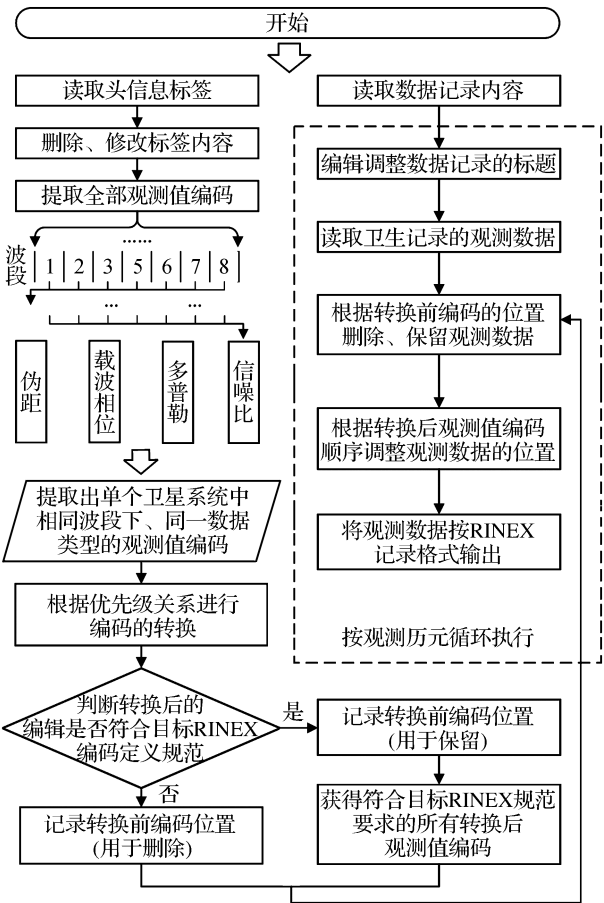 开始
读取头信息标签
删除、修改标签内容
提取全部观测值编码
……
波段
1 2 3 5 6 7 8
... ...
伪距
载波相位
多普勒
信噪比
提取出单个卫星系统中
相同波段下、同一数据
类型的观测值编码
根据优先级关系进行
编码的转换
判断转换后的
编辑是否符合目标RINEX
编码定义规范
是
否
记录转换前编码位置
(用于删除)
读取数据记录内容
编辑调整数据记录的标题
读取卫生记录的观测数据
根据转换前编码的位置
删除、保留观测数据
根据转换后观测值编码
顺序调整观测数据的位置
将观测数据按RINEX
记录格式输出
按观测历元循环执行
记录转换前编码位置
(用于保留)
获得符合目标RINEX规范
要求的所有转换后
观测值编码